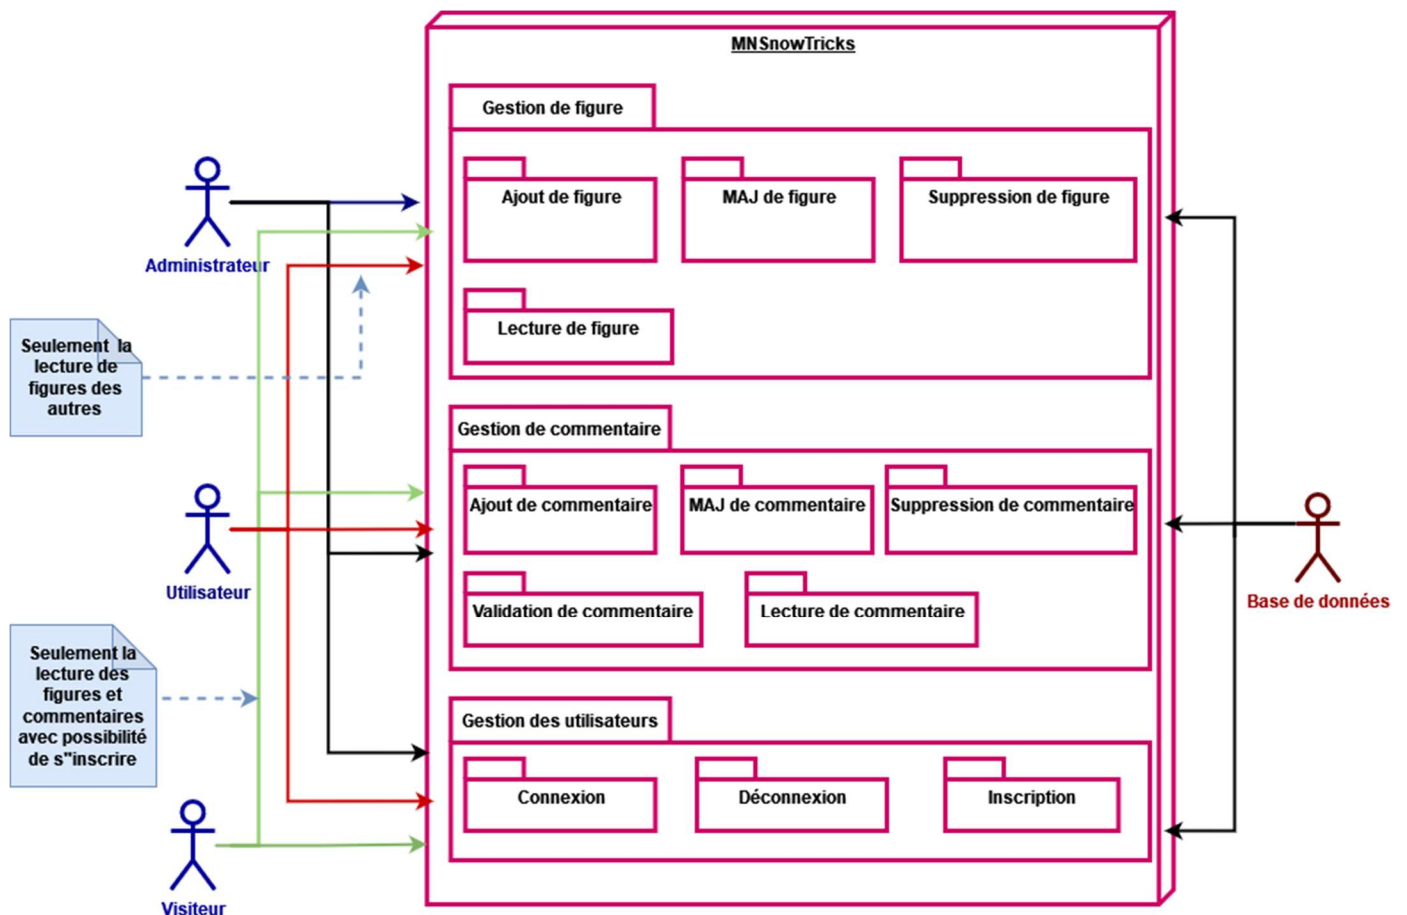 MNSnowTricks
Gestion de figure
Ajout de figure
MAJ de figure
Suppression de figure
Lecture de figure
Administrateur
Seulement la
lecture de
figures des
autres
Gestion de commentaire
Ajout de commentaire
MAJ de commentaire
Suppression de commentaire
Validation de commentaire
Lecture de commentaire
Utilisateur
Base de données
Seulement la
lecture des
figures et
commentaires
avec possibilité
de s"inscrire
Gestion des utilisateurs
Connexion
Déconnexion
Inscription
Visiteur